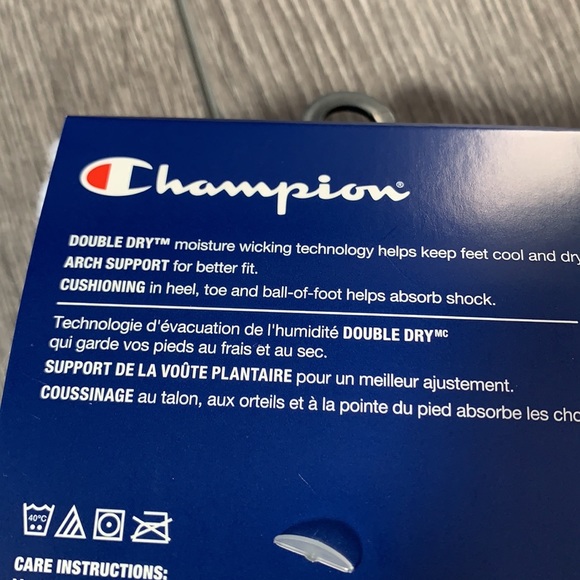 Champion®
DOUBLE DRY™ moisture wicking technology helps keep feet cool and dry
ARCH SUPPORT for better fit.
CUSHIONING in heel, toe and ball-of-foot helps absorb shock.
Technologie d'évacuation de l'humidité DOUBLE DRYᴹᶜ
qui garde vos pieds au frais et au sec.
SUPPORT DE LA VOÛTE PLANTAIRE pour un meilleur ajustement.
COUSSINAGE au talon, aux orteils et à la pointe du pied absorbe les
40°C
CARE INSTRUCTIONS: